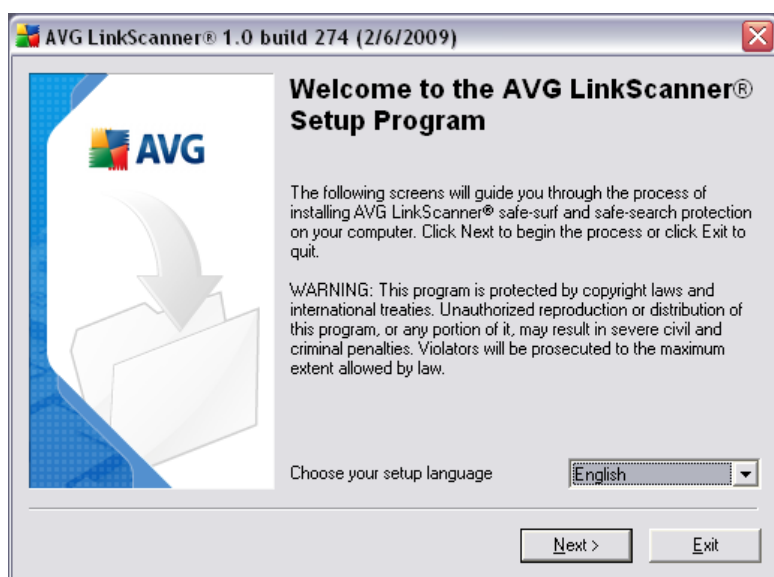 AVG LinkScanner® 1.0 build 274 (2/6/2009)
AVG
Welcome to the AVG LinkScanner®
Setup Program
The following screens will guide you through the process of
installing AVG LinkScanner® safe-surf and safe-search protection
on your computer. Click Next to begin the process or click Exit to
quit.
WARNING: This program is protected by copyright laws and
international treaties. Unauthorized reproduction or distribution of
this program, or any portion of it, may result in severe civil and
criminal penalties. Violators will be prosecuted to the maximum
extent allowed by law.
Choose your setup language
English
Next >
Exit